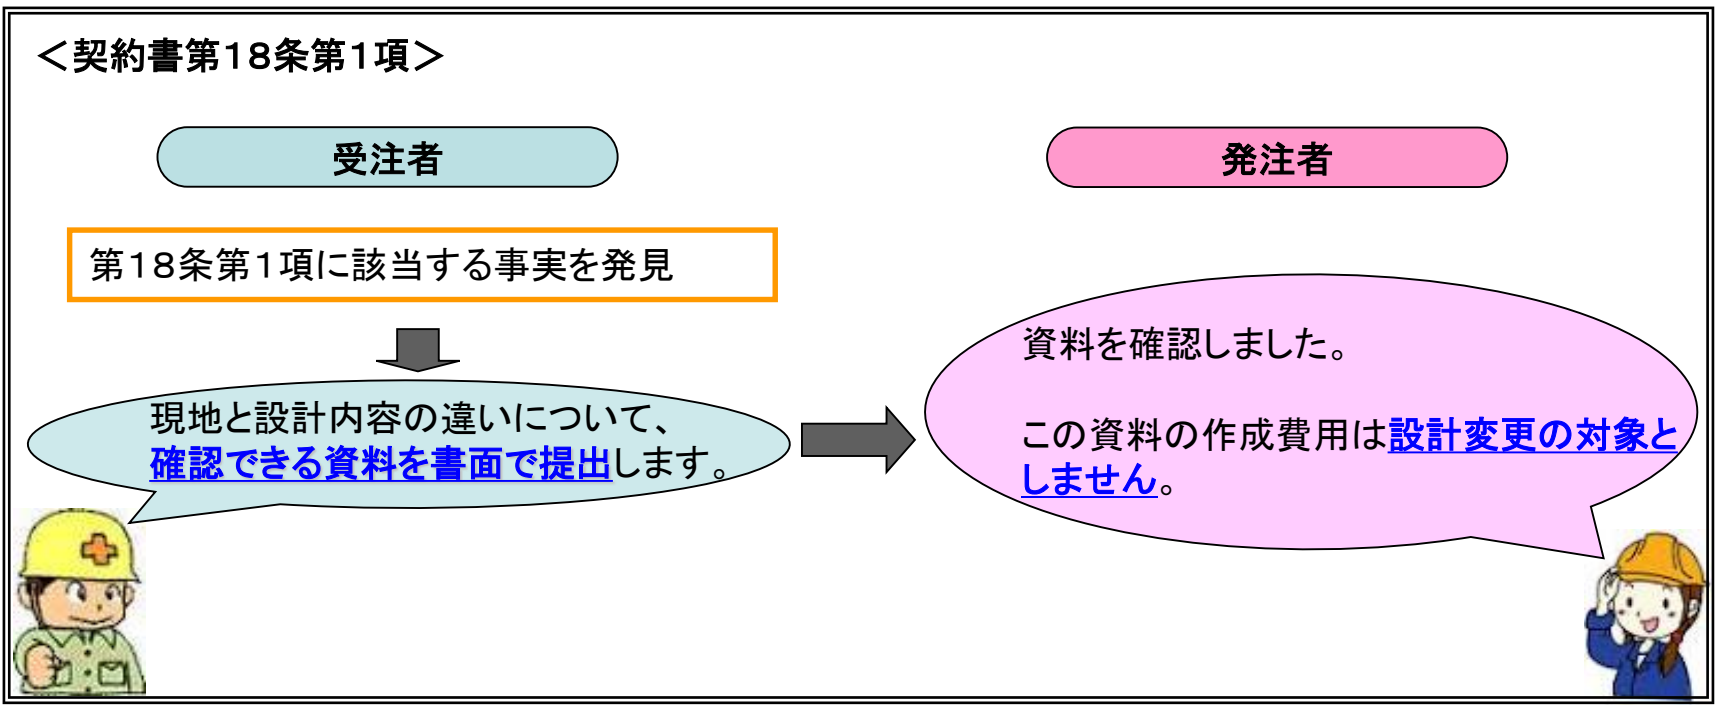 ＜契約書第１８条第１項＞
受注者
発注者
第１８条第１項に該当する事実を発見
現地と設計内容の違いについて、
確認できる資料を書面で提出します。
資料を確認しました。
この資料の作成費用は設計変更の対象と
しません。